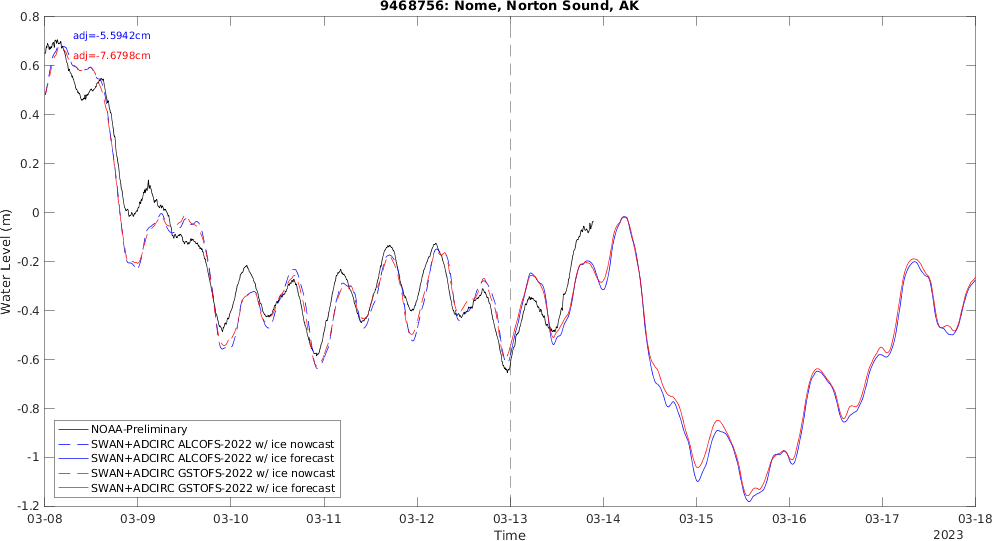 9468756: Nome, Norton Sound, AK
adj=-5.5942cm
adj=-7.6798cm
Water Level (m)
0.8
0.6
0.4
0.2
0
-0.2
-0.4
-0.6
-0.8
-1
-1.2
NOAA-Preliminary
SWAN+ADCIRC ALCOFS-2022 w/ ice nowcast
SWAN+ADCIRC ALCOFS-2022 w/ ice forecast
SWAN+ADCIRC GSTOFS-2022 w/ ice nowcast
SWAN+ADCIRC GSTOFS-2022 w/ ice forecast
03-08 03-09 03-10 03-11 03-12 03-13 03-14 03-15 03-16 03-17 03-18
Time
2023